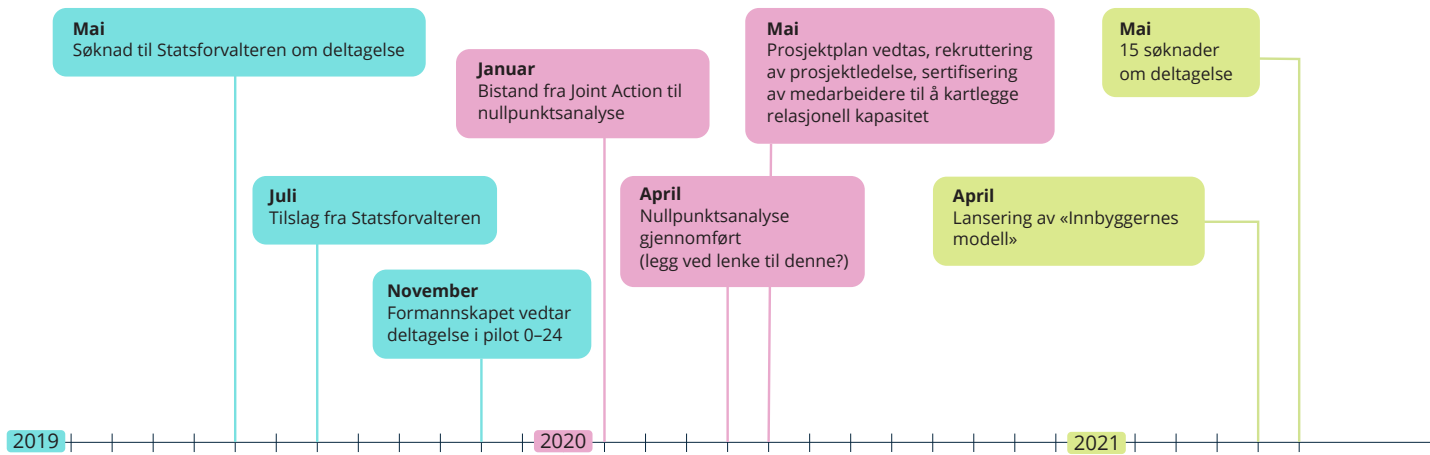 Mai
Søknad til Statsforvalteren om deltagelse
Juli
Tilslag fra Statsforvalteren
November
Formannskapet vedtar
deltagelse i pilot 0–24
Januar
Bistand fra Joint Action til
nullpunktsanalyse
April
Nullpunktsanalyse
gjennomført
(legg ved lenke til denne?)
Mai
Prosjektplan vedtas, rekruttering
av prosjektledelse, sertifisering
av medarbeidere til å kartlegge
relasjonell kapasitet
April
Lansering av «Innbyggernes
modell»
Mai
15 søknader
om deltagelse
2019
2020
2021